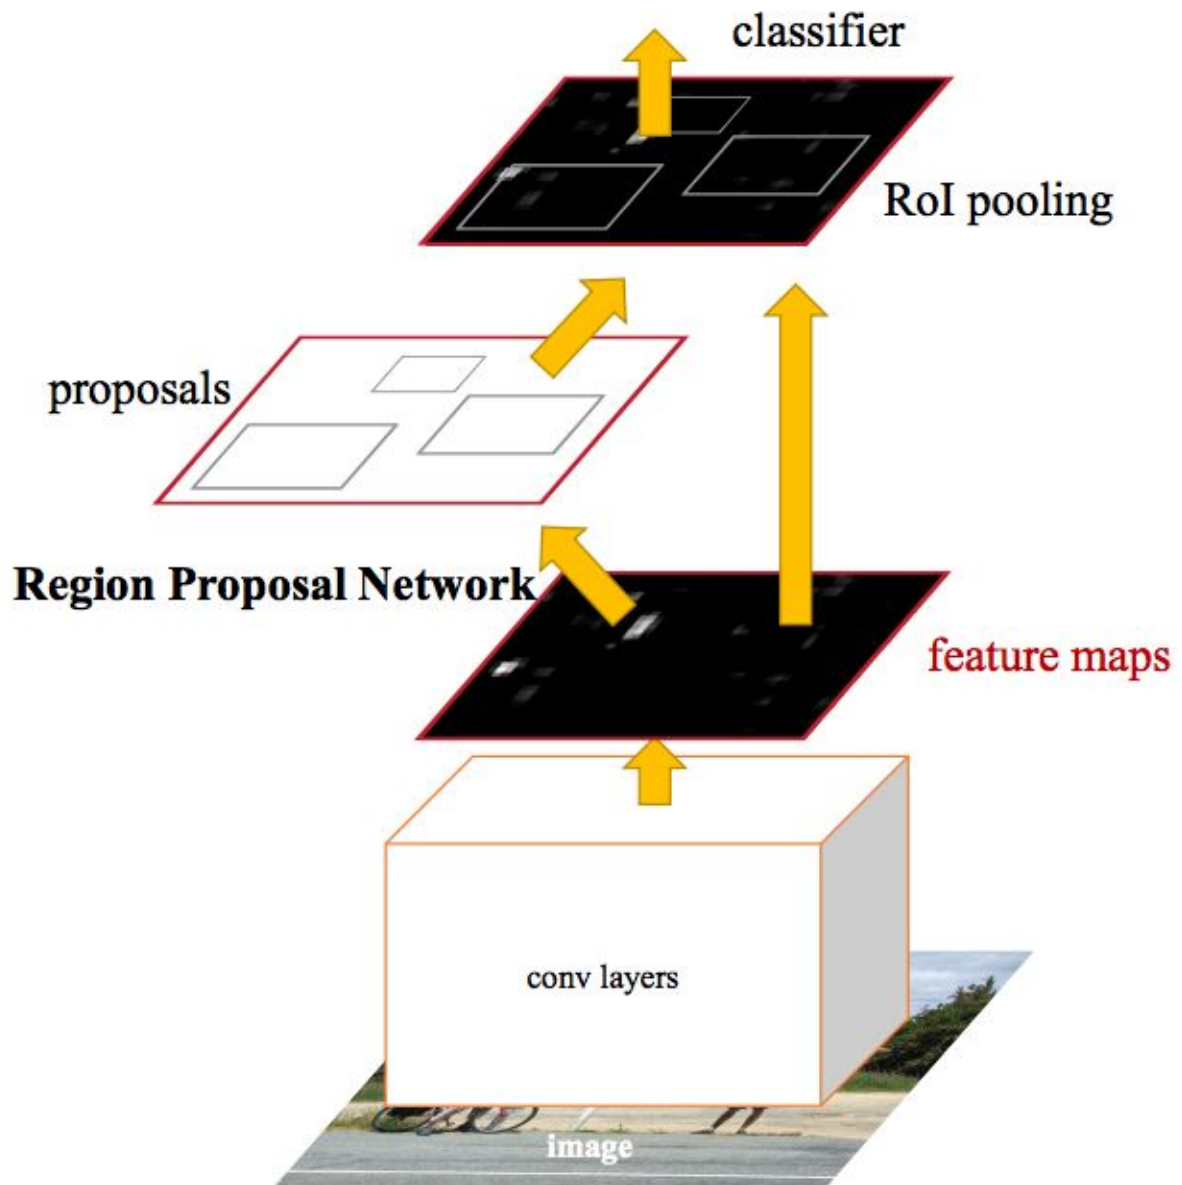 classifier
RoI pooling
proposals
Region Proposal Network
feature maps
conv layers
image